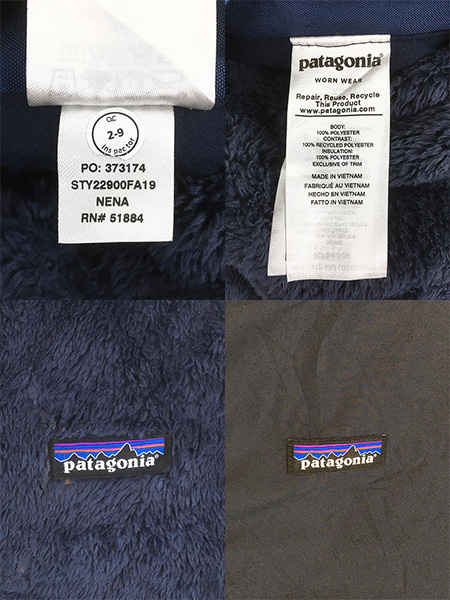 QC
2-9
Inspector
PO: 373174
STY22900FA19
NENA
RN# 51884
patagonia®
WORN WEAR
Repair, Reuse, Recycle
This Product
www.patagonia.com
BODY:
100% POLYESTER
CONTRAST:
100% RECYCLED POLYESTER
INSULATION:
100% POLYESTER
EXCLUSIVE OF TRIM
MADE IN VIETNAM
FABRIQUÉ AU VIETNAM
HECHO EN VIETNAM
FATTO IN VIETNAM
patagonia®
patagonia®